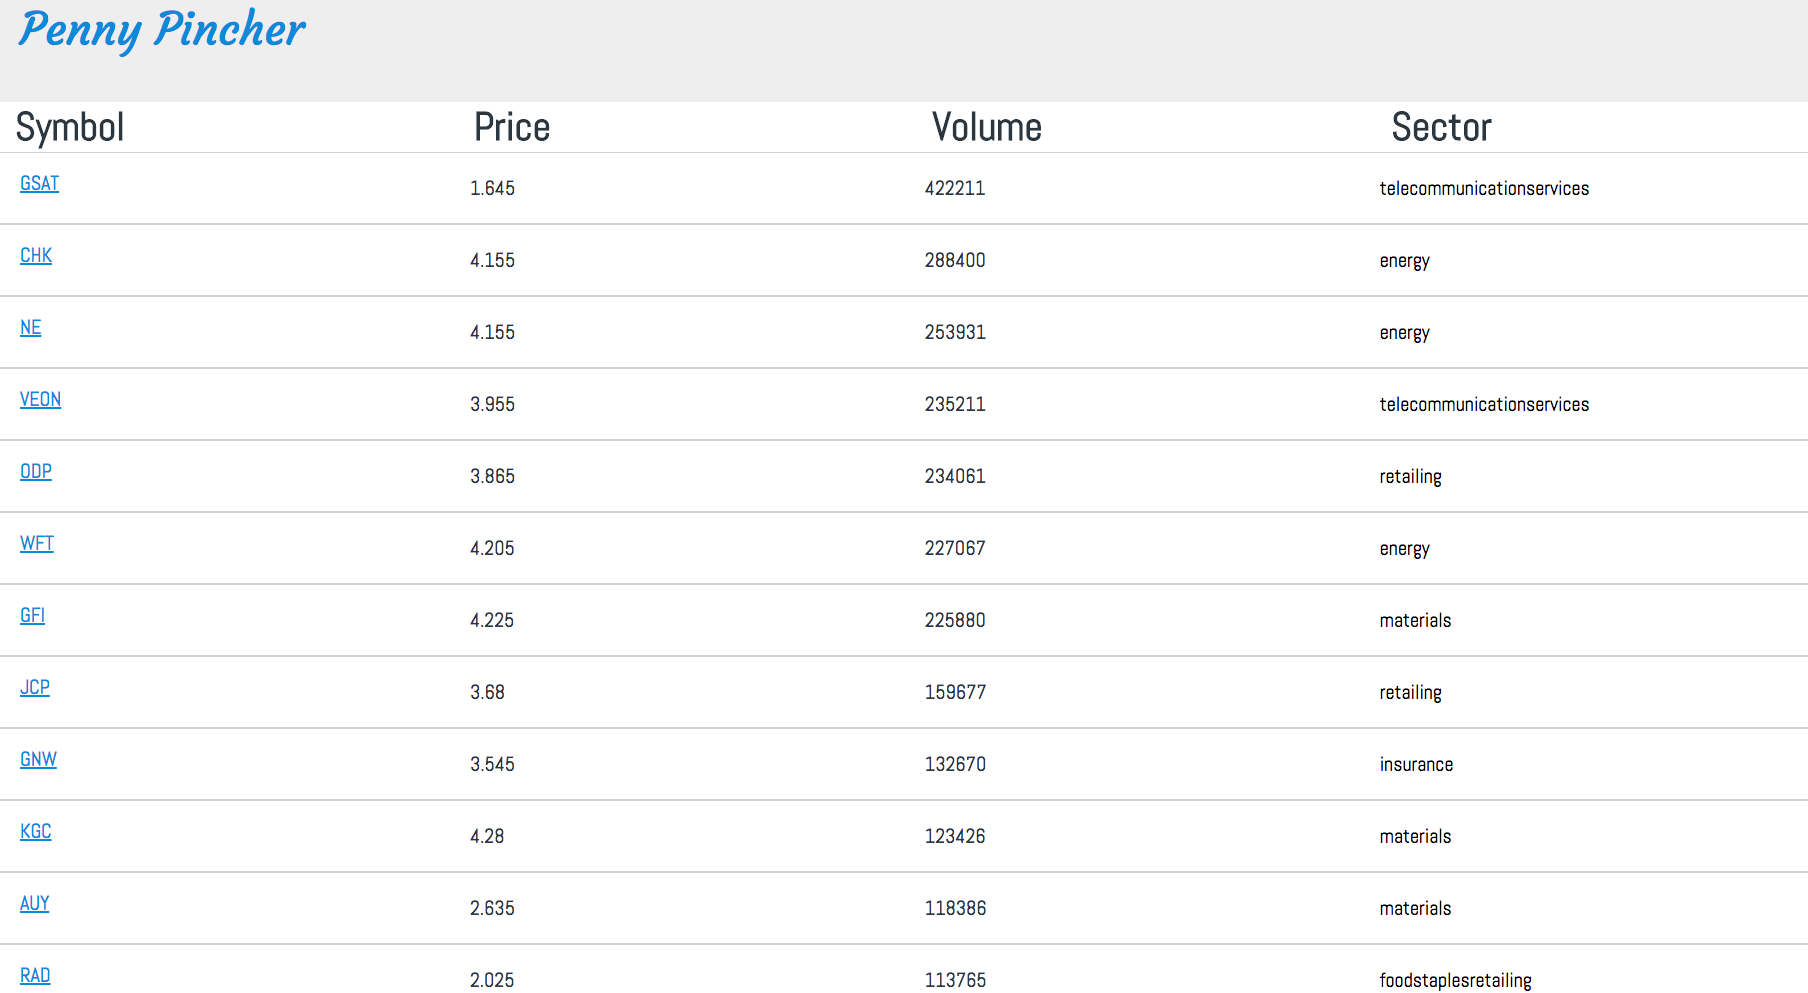 Penny Pincher
Symbol Price Volume Sector
GSAT 1.645 422211 telecommunicationservices
CHK 4.155 288400 energy
NE 4.155 253931 energy
VEON 3.955 235211 telecommunicationservices
ODP 3.865 234061 retailing
WFT 4.205 227067 energy
GFI 4.225 225880 materials
JCP 3.68 159677 retailing
GNW 3.545 132670 insurance
KGC 4.28 123426 materials
AUY 2.635 118386 materials
RAD 2.025 113765 foodstaplesretailing